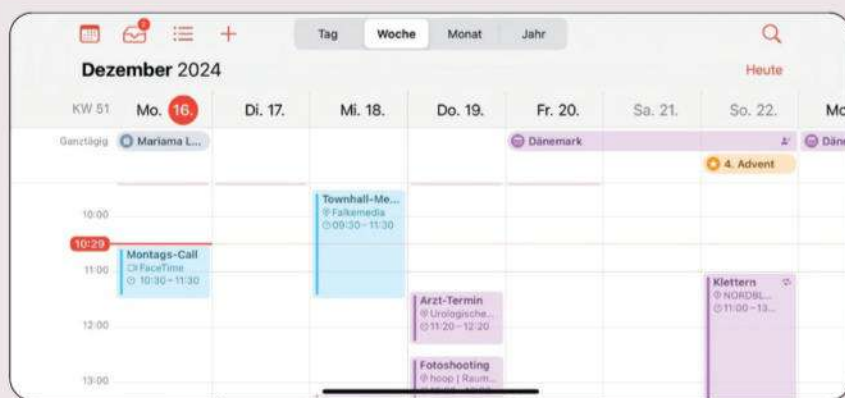 2
Tag Woche Monat Jahr
Dezember 2024
Heute
KW 51 Mo. 16. Di. 17. Mi. 18. Do. 19. Fr. 20. Sa. 21. So. 22. Mo
Ganztägig Mariama L... Dänemark Däne
4. Advent
10:00
10:29
11:00
12:00
13:00
Montags-Call
FaceTime
10:30–11:30
Townhall-Me...
Falkemedia
09:30–11:30
Arzt-Termin
Urologische...
11:20–12:20
Fotoshooting
hoop | Raum...
Klettern
NORDBL...
11:00–13...